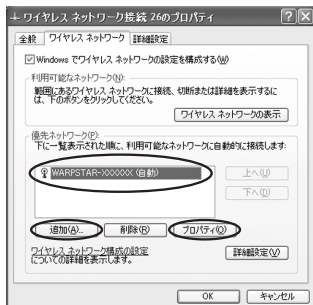 ワイヤレス ネットワーク接続 26のプロパティ
全般 ワイヤレス ネットワーク 詳細設定
Windows でワイヤレス ネットワークの設定を構成する(W)
利用可能なネットワーク(N):
範囲にあるワイヤレス ネットワークに接続、切断または詳細を表示するに
は、下のボタンをクリックしてください。
ワイヤレス ネットワークの表示
優先ネットワーク(P):
下に一覧表示された順に、利用可能なネットワークに自動的に接続します:
WARPSTAR-XXXXXX (自動)
上へ(U)
下へ(D)
追加(A)... 削除(R) プロパティ(O)
ワイヤレス ネットワーク構成の設定
についての詳細を表示します。
詳細設定(V)
OK キャンセル